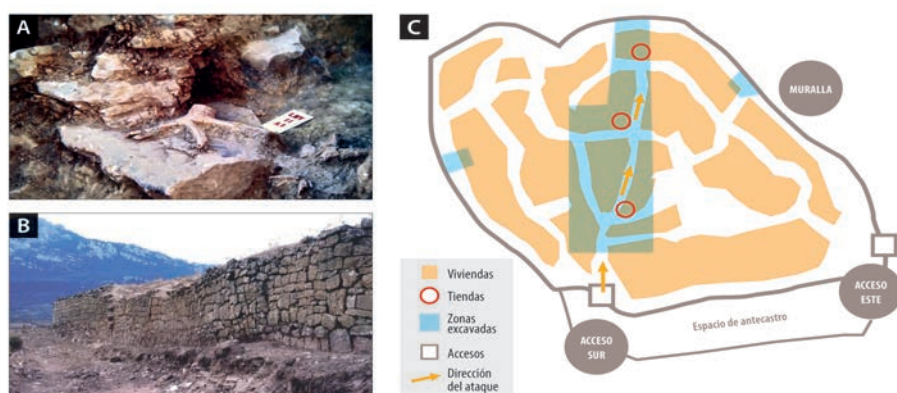 A
B
C
MURALLA
Viviendas
Tiendas
Zonas
excavadas
Accesos
Dirección
del ataque
ACCESO
SUR
Espacio de antecastro
ACCESO
ESTE